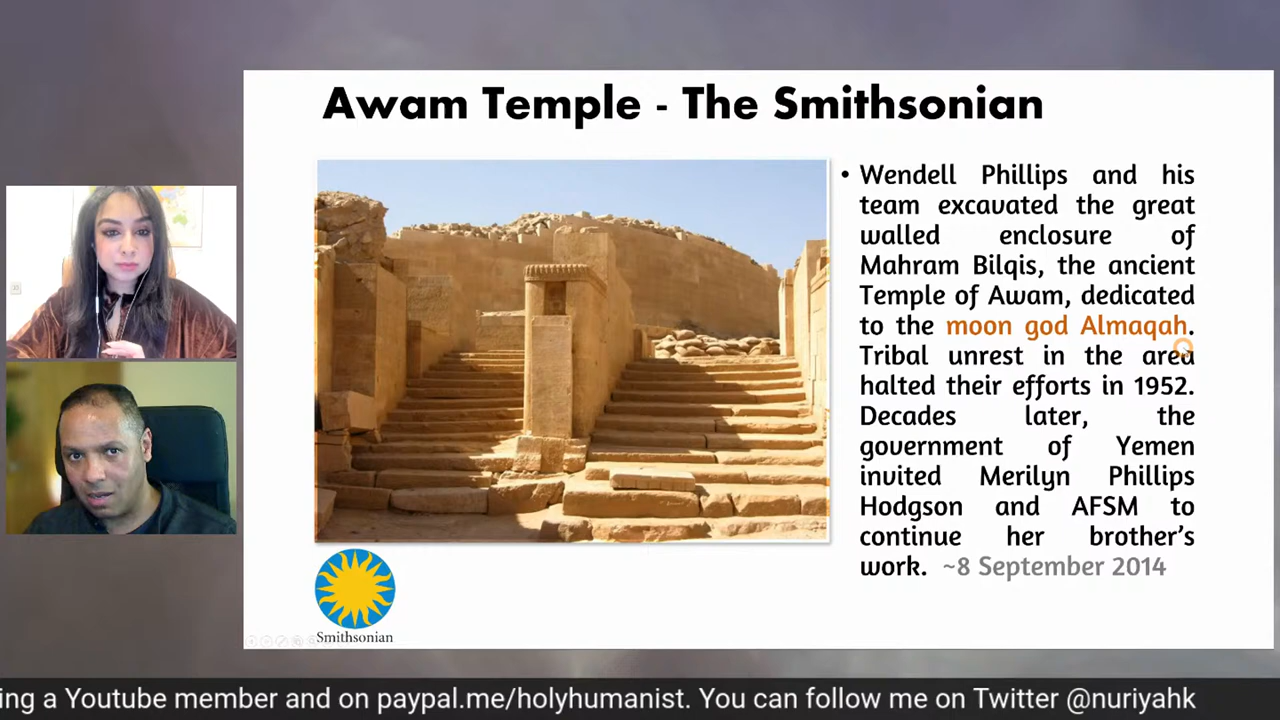 Awam Temple - The Smithsonian
• Wendell Phillips and his
team excavated the great
walled enclosure of
Mahram Bilqis, the ancient
Temple of Awam, dedicated
to the moon god Almaqah.
Tribal unrest in the area
halted their efforts in 1952.
Decades later, the
government of Yemen
invited Merilyn Phillips
Hodgson and AFSM to
continue her brother's
work. ~8 September 2014
Smithsonian
ing a Youtube member and on paypal.me/holyhumanist. You can follow me on Twitter @nuriyahk